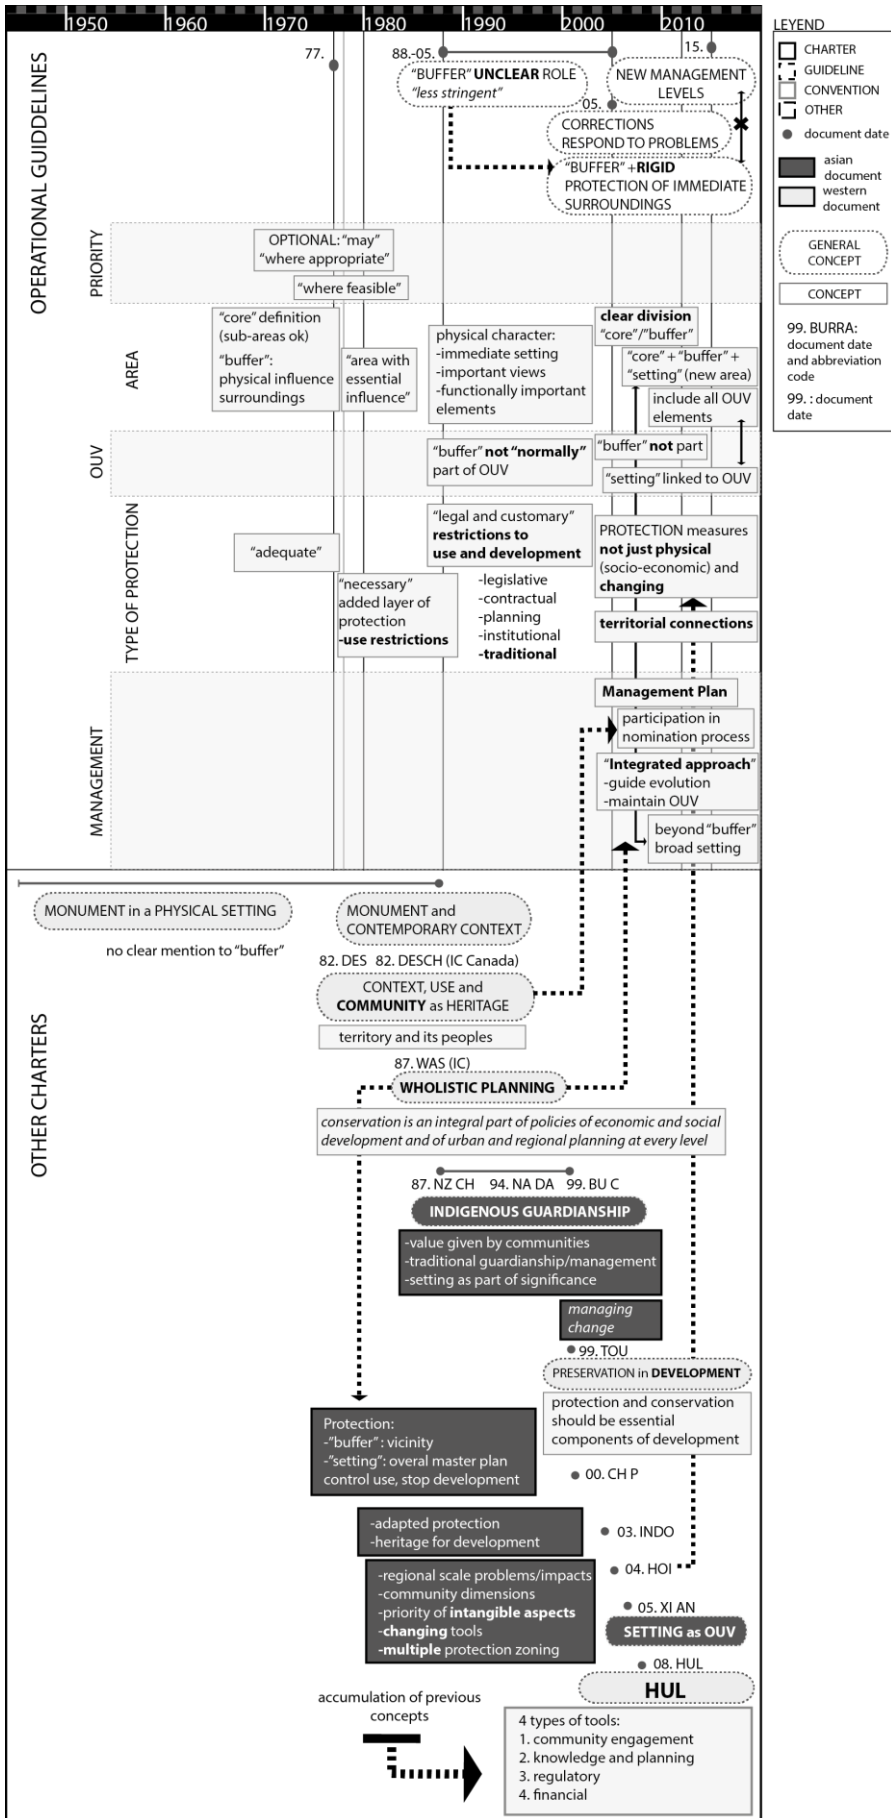 1950 1960 1970 1980 1990 2000 2010
OPERATIONAL GUIDDELINES
77.
88.-05.
15.
"BUFFER" UNCLEAR ROLE
"less stringent"
NEW MANAGEMENT
LEVELS
05.
CORRECTIONS
RESPOND TO PROBLEMS
"BUFFER" +RIGID
PROTECTION OF IMMEDIATE
SURROUNDINGS
PRIORITY
OPTIONAL: "may"
"where appropriate"
"where feasible"
AREA
"core" definition
(sub-areas ok)
"buffer":
physical influence
surroundings
"area with
essential
influence"
physical character:
-immediate setting
-important views
-functionally important
elements
clear division
"core"/"buffer"
"core" + "buffer" +
"setting" (new area)
include all OUV
elements
OUV
"buffer" not "normally"
part of OUV
"buffer" not part
"setting" linked to OUV
TYPE OF PROTECTION
"adequate"
"necessary"
added layer of
protection
-use restrictions
"legal and customary"
restrictions to
use and development
-legislative
-contractual
-planning
-institutional
-traditional
PROTECTION measures
not just physical
(socio-economic) and
changing
territorial connections
MANAGEMENT
Management Plan
participation in
nomination process
"Integrated approach"
-guide evolution
-maintain OUV
beyond "buffer"
broad setting
OTHER CHARTERS
MONUMENT in a PHYSICAL SETTING
no clear mention to "buffer"
MONUMENT and
CONTEMPORARY CONTEXT
82. DES 82. DESCH (IC Canada)
CONTEXT, USE and
COMMUNITY as HERITAGE
territory and its peoples
87. WAS (IC)
WHOLISTIC PLANNING
conservation is an integral part of policies of economic and social
development and of urban and regional planning at every level
87. NZ CH 94. NA DA 99. BU C
INDIGENOUS GUARDIANSHIP
-value given by communities
-traditional guardianship/management
-setting as part of significance
managing
change
99. TOU
PRESERVATION in DEVELOPMENT
protection and conservation
should be essential
components of development
Protection:
-"buffer" : vicinity
-"setting": overal master plan
control use, stop development
00. CH P
-adapted protection
-heritage for development
03. INDO
-regional scale problems/impacts
-community dimensions
-priority of intangible aspects
-changing tools
-multiple protection zoning
04. HOI
05. XI AN
SETTING as OUV
08. HUL
HUL
accumulation of previous
concepts
4 types of tools:
1. community engagement
2. knowledge and planning
3. regulatory
4. financial
LEYEND
CHARTER
GUIDELINE
CONVENTION
OTHER
document date
asian
document
western
document
GENERAL
CONCEPT
CONCEPT
99. BURRA:
document date
and abbreviation
code
99. : document
date